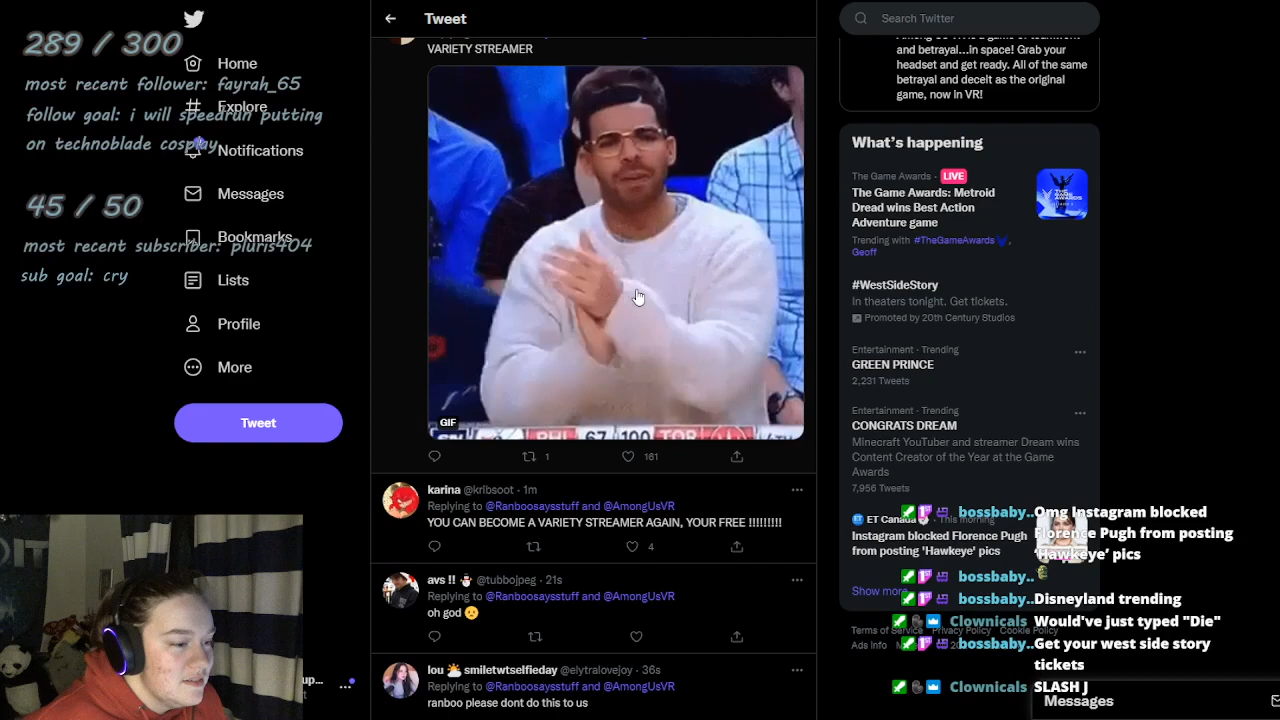 289 / 300
most recent follower: fayrah_65
follow goal: i will speedrun putting
on technoblade cosplay
45 / 50
most recent subscriber: pluris404
sub goal: cry
Home
Explore
Notifications
Messages
Bookmarks
Lists
Profile
More
Tweet
Tweet
VARIETY STREAMER
GIF
PHI 67 100 TOR 4TH
1
161
karina @kribsoot · 1m
Replying to @Ranboosaysstuff and @AmongUsVR
YOU CAN BECOME A VARIETY STREAMER AGAIN, YOUR FREE !!!!!!!!!
4
avs !! @tubbojpeg · 21s
Replying to @Ranboosaysstuff and @AmongUsVR
oh god
lou smiletwtselfieday @elytralovejoy · 36s
Replying to @Ranboosaysstuff and @AmongUsVR
ranboo please dont do this to us
Search Twitter
and betrayal...in space! Grab your
headset and get ready. All of the same
betrayal and deceit as the original
game, now in VR!
What's happening
The Game Awards · LIVE
The Game Awards: Metroid
Dread wins Best Action
Adventure game
Trending with #TheGameAwards,
Geoff
#WestSideStory
In theaters tonight. Get tickets.
Promoted by 20th Century Studios
Entertainment · Trending
GREEN PRINCE
2,231 Tweets
Entertainment · Trending
CONGRATS DREAM
Minecraft YouTuber and streamer Dream wins
Content Creator of the Year at the Game
Awards
7,956 Tweets
ET Canada · This morning
Instagram blocked Florence Pugh
from posting 'Hawkeye' pics
Show more
Terms of Service Privacy Policy Cookie Policy
Ads Info
bossbaby.. Omg Instagram blocked
Florence Pugh from posting
'Hawkeye' pics
bossbaby..
bossbaby.. Disneyland trending
Clownicals Would've just typed "Die"
bossbaby.. Get your west side story
tickets
Clownicals SLASH J
Messages
up...